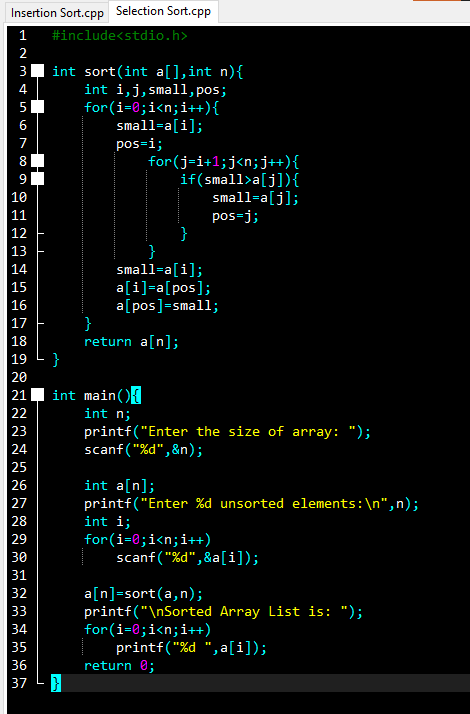 Insertion Sort.cpp Selection Sort.cpp
1 #include<stdio.h>
2
3 int sort(int a[],int n){
4 int i,j,small,pos;
5 for(i=0;i<n;i++){
6 small=a[i];
7 pos=i;
8 for(j=i+1;j<n;j++){
9 if(small>a[j]){
10 small=a[j];
11 pos=j;
12 }
13 }
14 small=a[i];
15 a[i]=a[pos];
16 a[pos]=small;
17 }
18 return a[n];
19 }
20
21 int main(){
22 int n;
23 printf("Enter the size of array: ");
24 scanf("%d",&n);
25
26 int a[n];
27 printf("Enter %d unsorted elements:\n",n);
28 int i;
29 for(i=0;i<n;i++)
30 scanf("%d",&a[i]);
31
32 a[n]=sort(a,n);
33 printf("\nSorted Array List is: ");
34 for(i=0;i<n;i++)
35 printf("%d ",a[i]);
36 return 0;
37 }